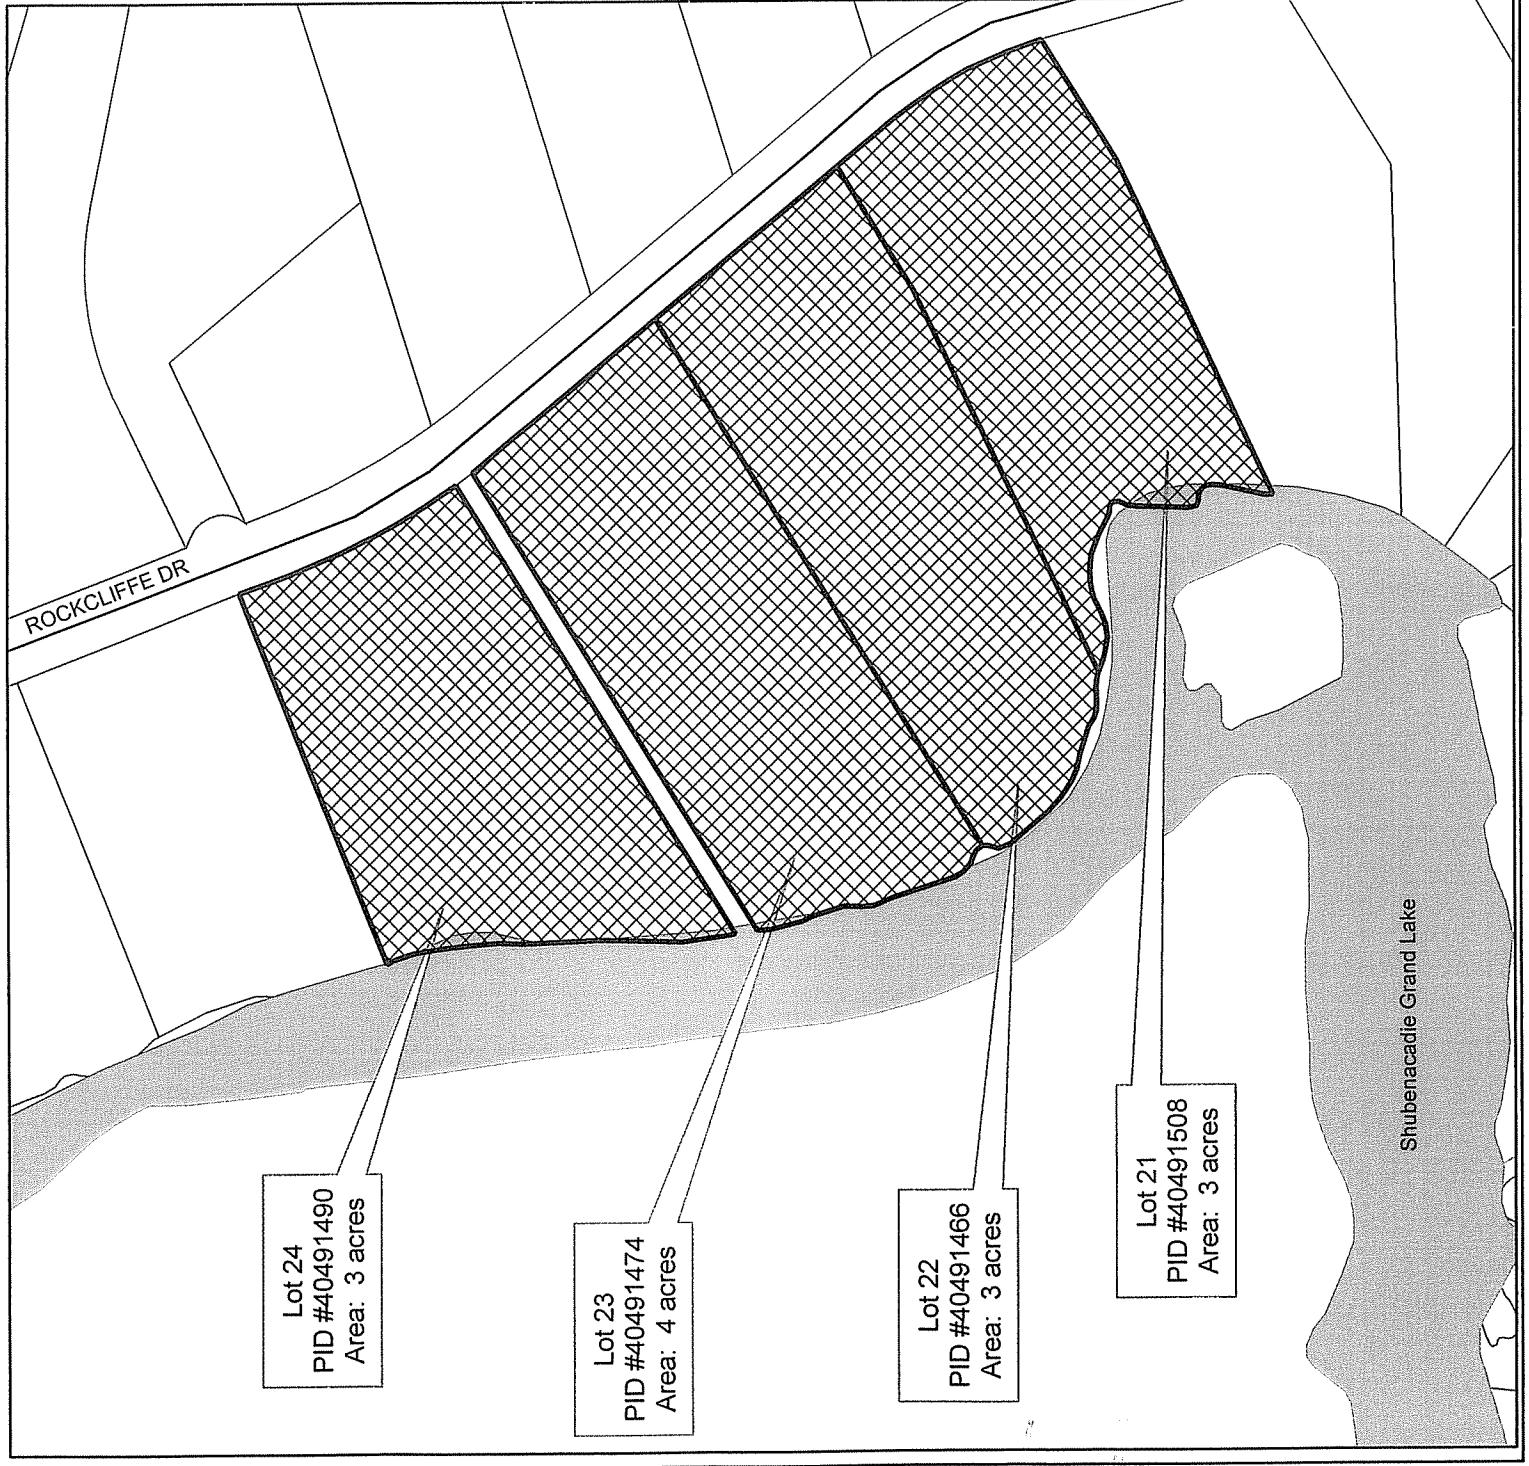 ROCKCLIFFE DR
Lot 24
PID #40491490
Area: 3 acres
Lot 23
PID #40491474
Area: 4 acres
Lot 22
PID #40491466
Area: 3 acres
Lot 21
PID #40491508
Area: 3 acres
Shubenacadie Grand Lake